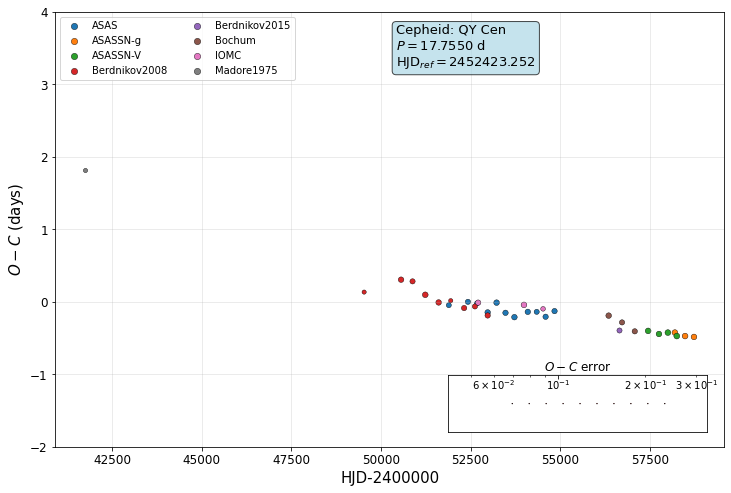 ASAS
ASASSN-g
ASASSN-V
Berdnikov2008
Berdnikov2015
Bochum
IOMC
Madore1975
Cepheid: QY Cen
P = 17.7550 d
HJD_ref = 2452423.252
4
3
2
1
0
−1
−2
O − C (days)
O − C error
6 × 10⁻² 10⁻¹ 2 × 10⁻¹ 3 × 10⁻¹
42500 45000 47500 50000 52500 55000 57500
HJD-2400000